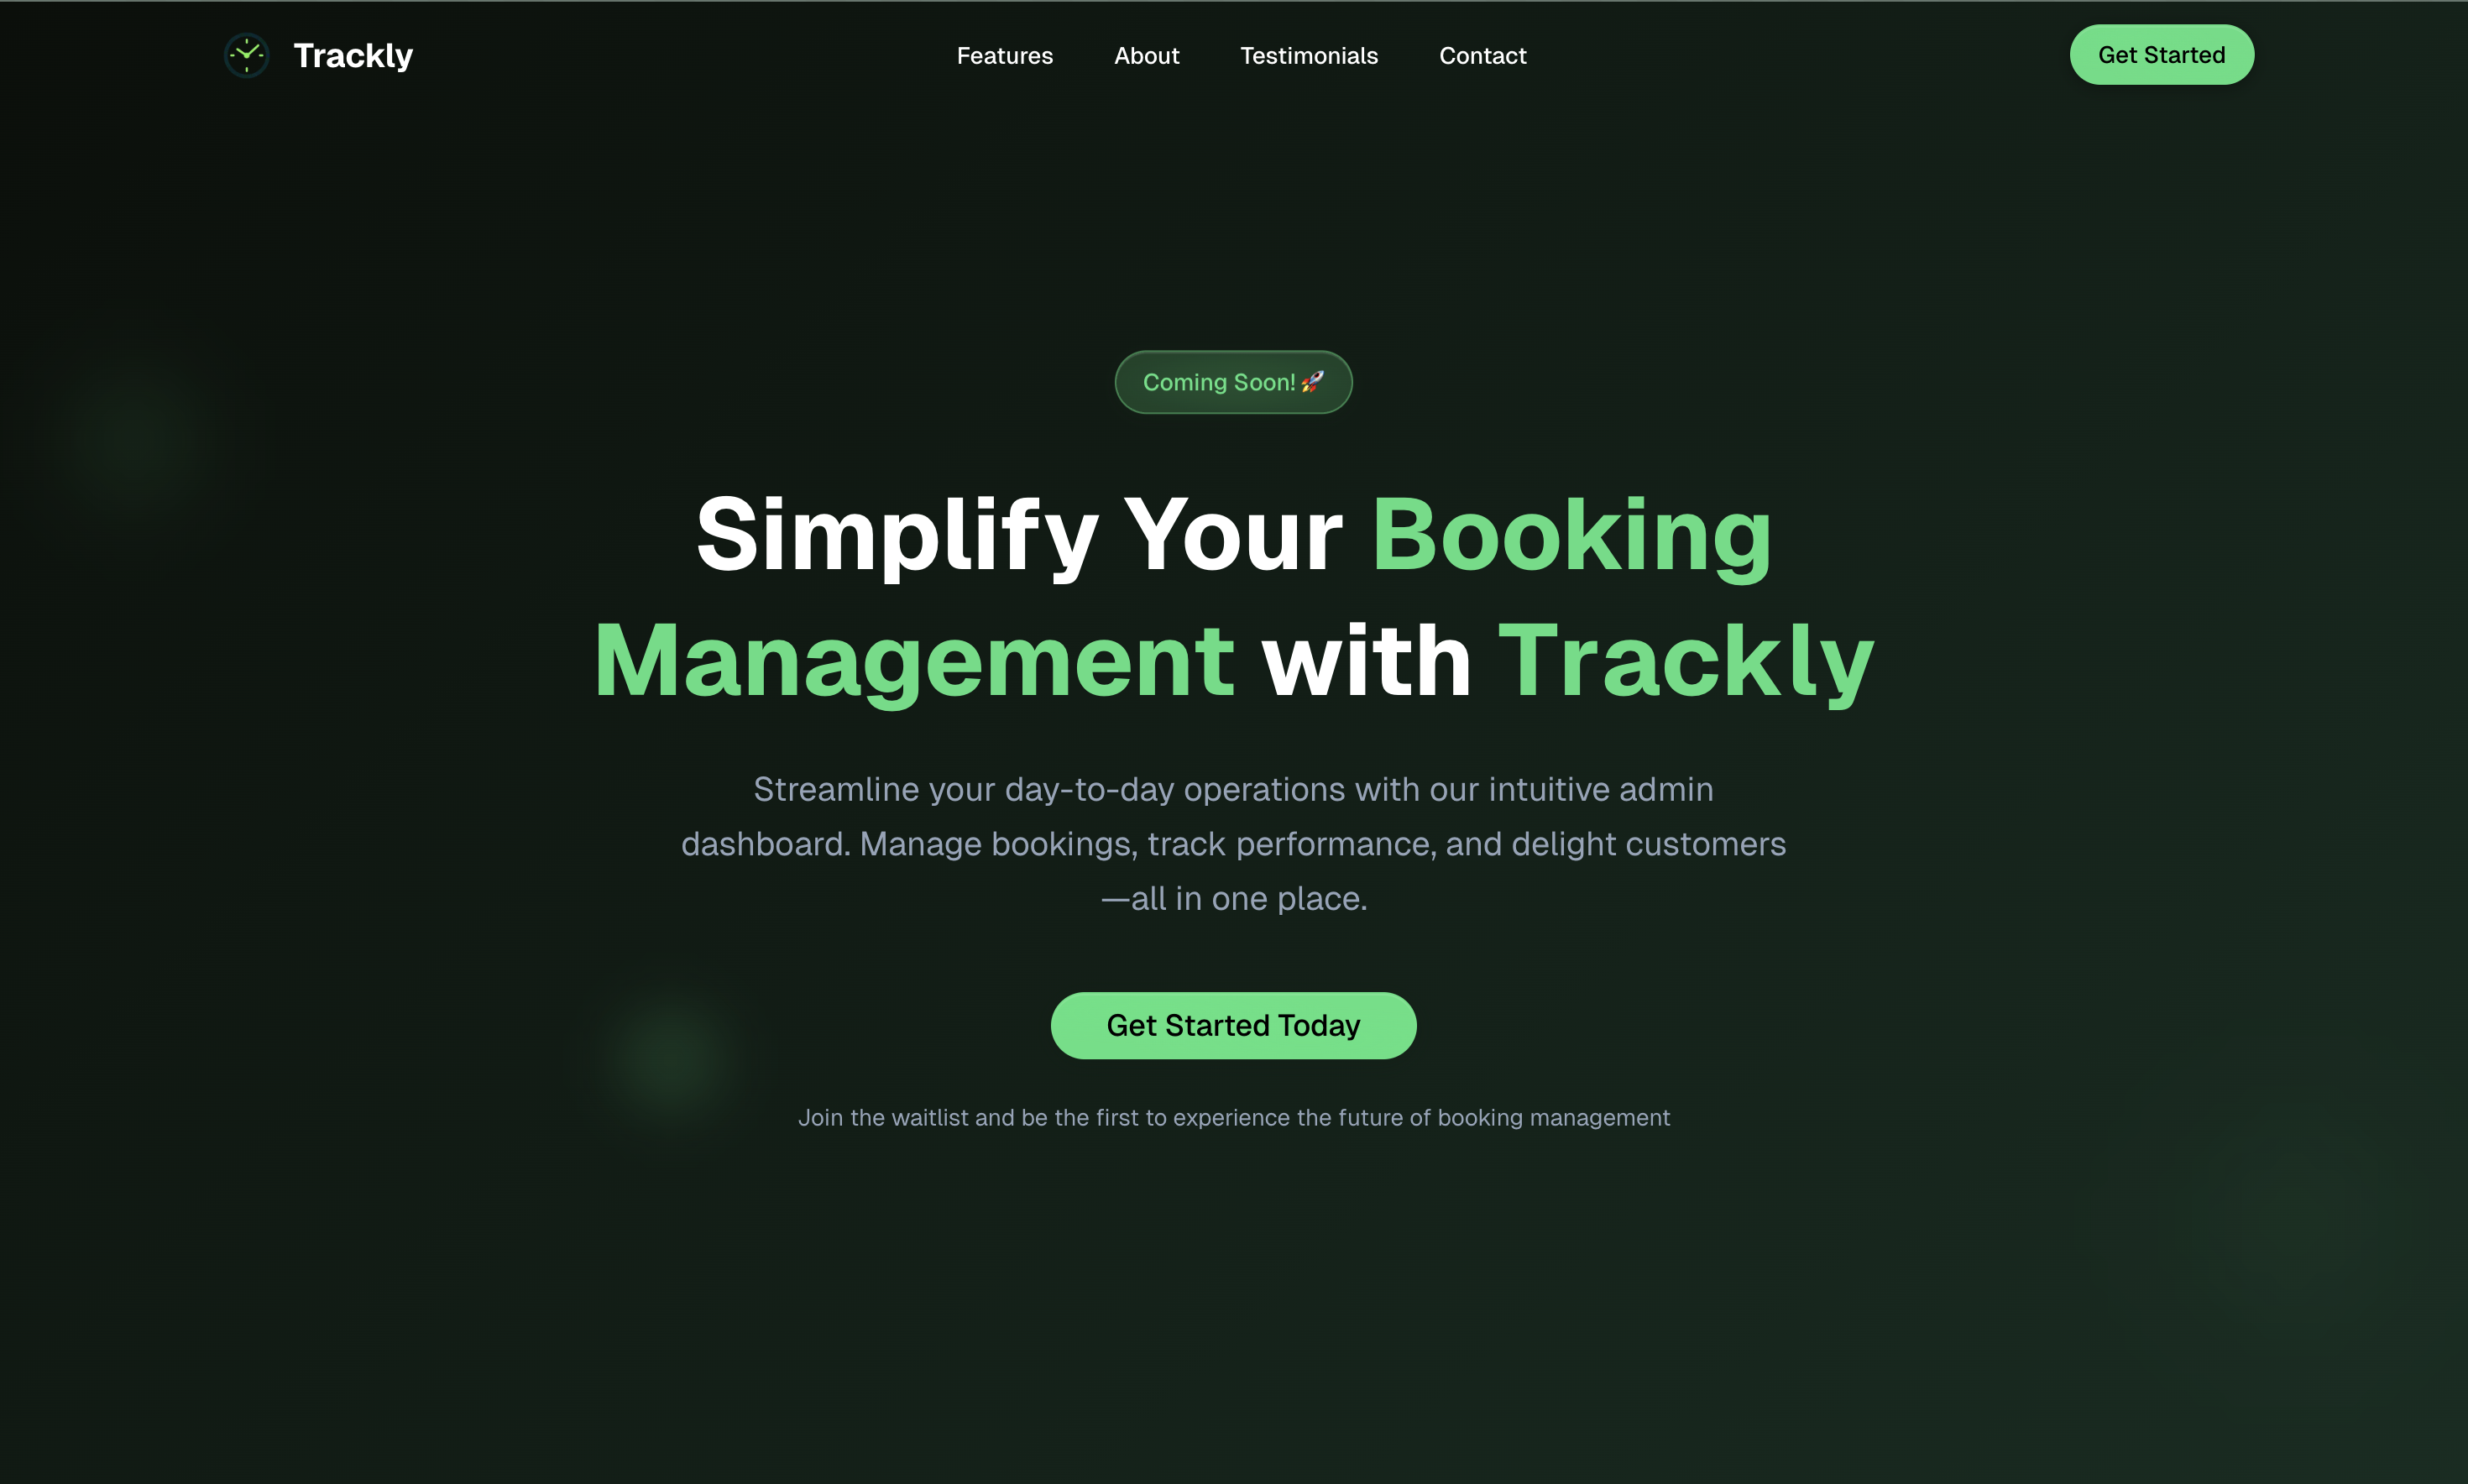 Trackly
Features
About
Testimonials
Contact
Get Started
Coming Soon! 🚀
Simplify Your Booking
Management with Trackly
Streamline your day-to-day operations with our intuitive admin
dashboard. Manage bookings, track performance, and delight customers
—all in one place.
Get Started Today
Join the waitlist and be the first to experience the future of booking management